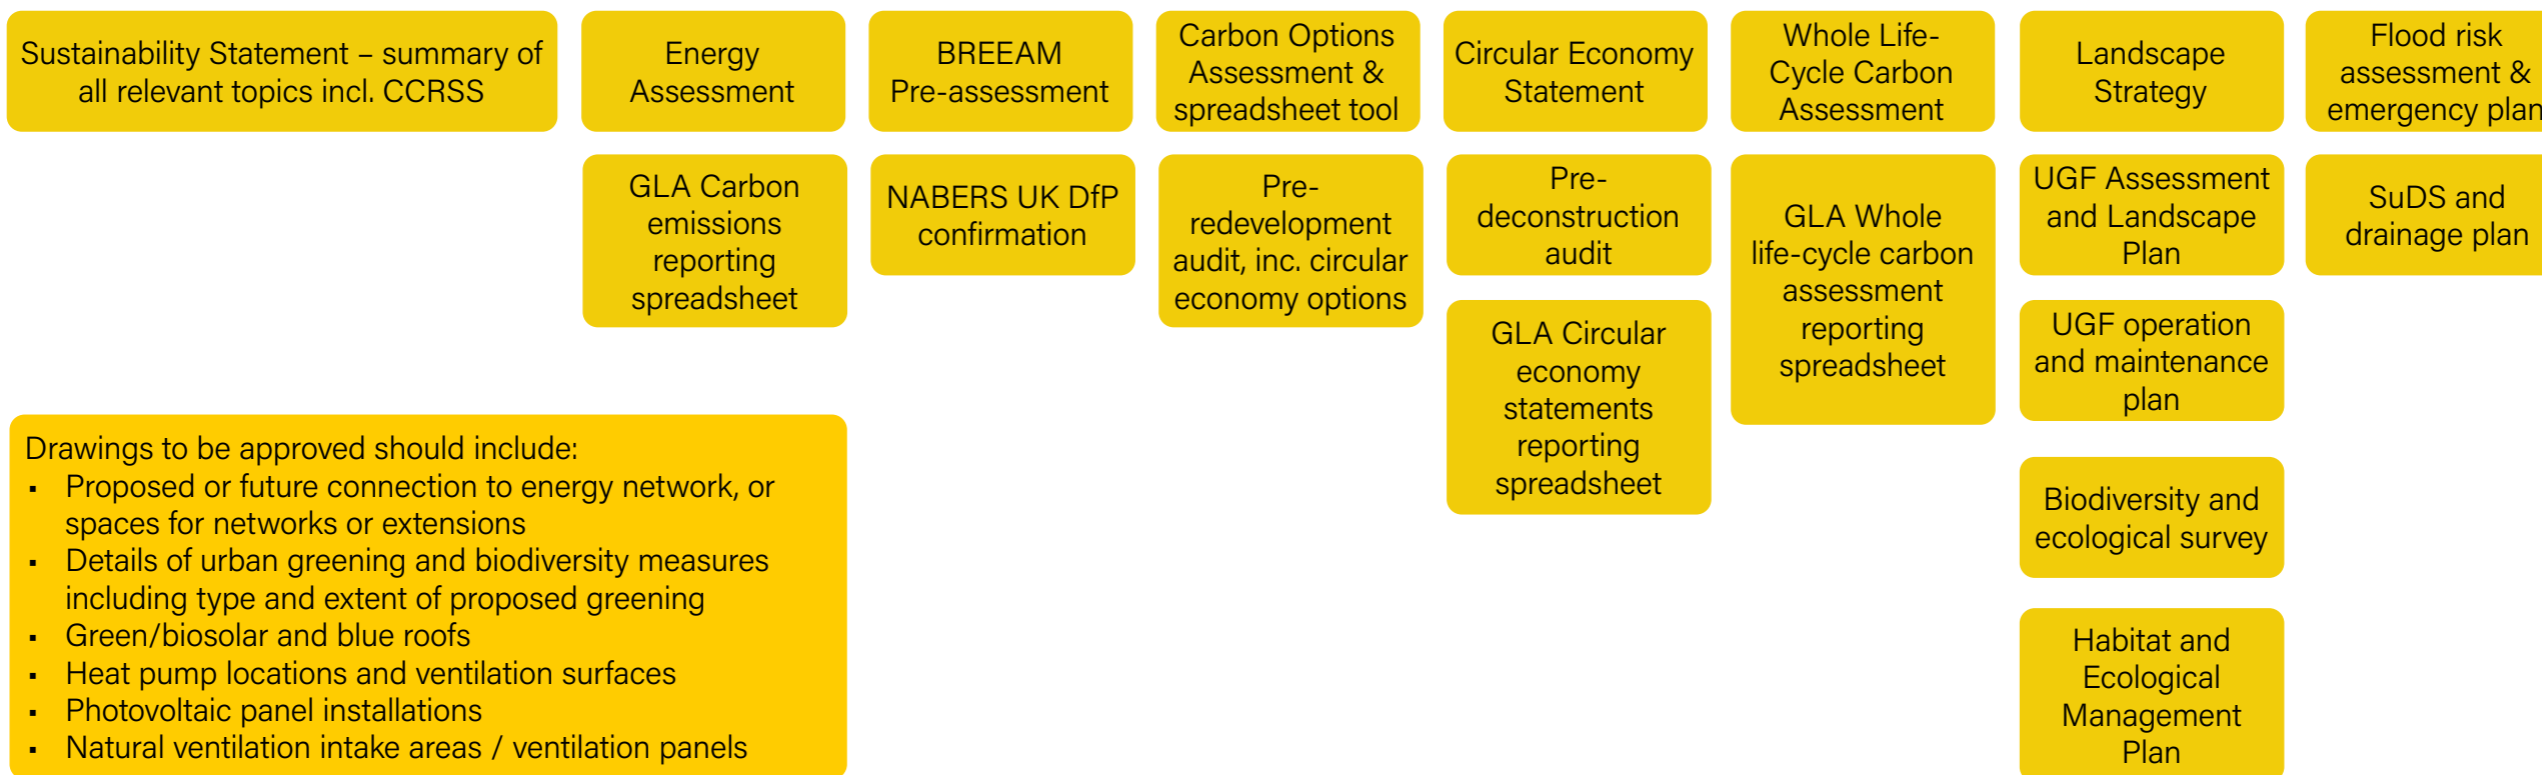 Sustainability Statement – summary of
all relevant topics incl. CCRSS
Energy
Assessment
BREEAM
Pre-assessment
Carbon Options
Assessment &
spreadsheet tool
Circular Economy
Statement
Whole Life-
Cycle Carbon
Assessment
Landscape
Strategy
Flood risk
assessment &
emergency plan
GLA Carbon
emissions
reporting
spreadsheet
NABERS UK DfP
confirmation
Pre-
redevelopment
audit, inc. circular
economy options
Pre-
deconstruction
audit
GLA Whole
life-cycle carbon
assessment
reporting
spreadsheet
UGF Assessment
and Landscape
Plan
SuDS and
drainage plan
GLA Circular
economy
statements
reporting
spreadsheet
UGF operation
and maintenance
plan
Biodiversity and
ecological survey
Habitat and
Ecological
Management
Plan
Drawings to be approved should include:
▪ Proposed or future connection to energy network, or
spaces for networks or extensions
▪ Details of urban greening and biodiversity measures
including type and extent of proposed greening
▪ Green/biosolar and blue roofs
▪ Heat pump locations and ventilation surfaces
▪ Photovoltaic panel installations
▪ Natural ventilation intake areas / ventilation panels